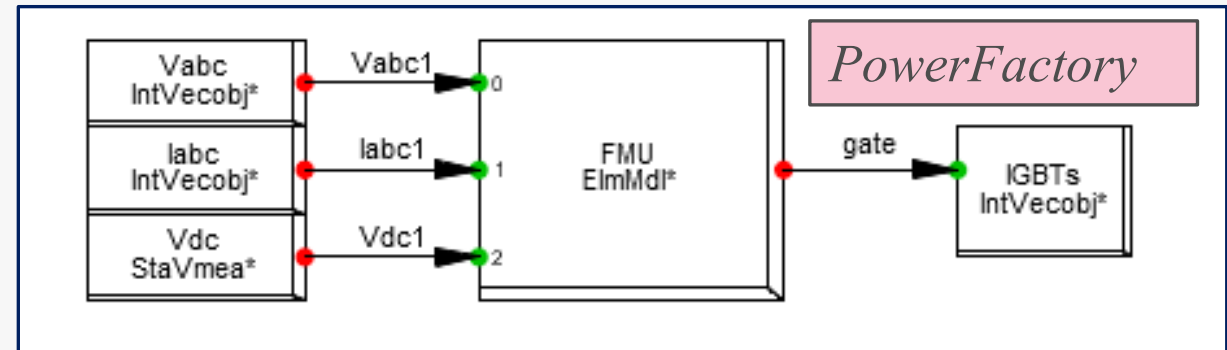 PowerFactory
Vabc
IntVecobj*
Vabc1
0
Iabc
IntVecobj*
Iabc1
1
Vdc
StaVmea*
Vdc1
2
FMU
ElmMdl*
gate
IGBTs
IntVecobj*